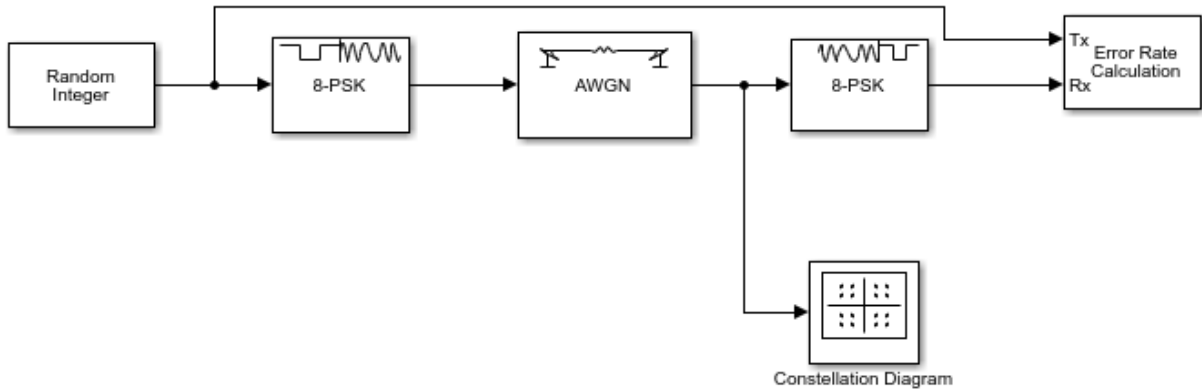 Random
Integer
8-PSK
AWGN
8-PSK
Tx
Rx
Error Rate
Calculation
Constellation Diagram